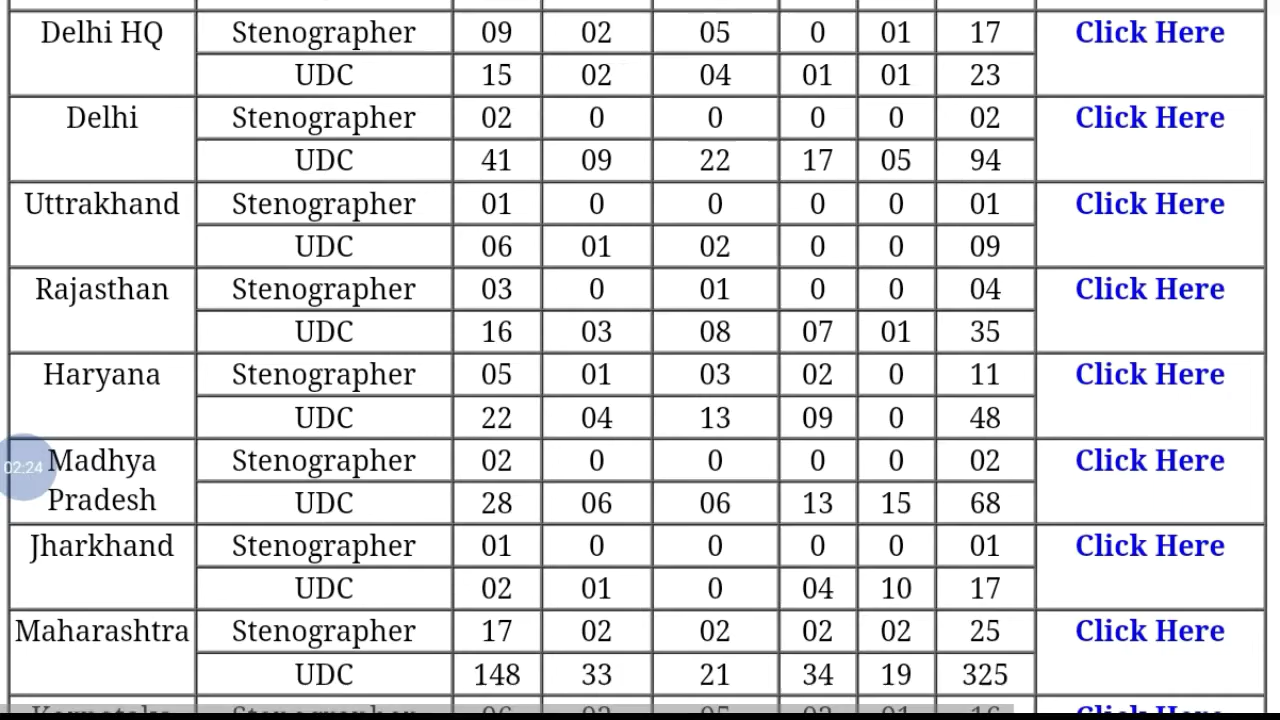 Delhi HQ Stenographer 09 02 05 0 01 17 Click Here
UDC 15 02 04 01 01 23
Delhi Stenographer 02 0 0 0 0 02 Click Here
UDC 41 09 22 17 05 94
Uttrakhand Stenographer 01 0 0 0 0 01 Click Here
UDC 06 01 02 0 0 09
Rajasthan Stenographer 03 0 01 0 0 04 Click Here
UDC 16 03 08 07 01 35
Haryana Stenographer 05 01 03 02 0 11 Click Here
UDC 22 04 13 09 0 48
02:24
Madhya Stenographer 02 0 0 0 0 02 Click Here
Pradesh UDC 28 06 06 13 15 68
Jharkhand Stenographer 01 0 0 0 0 01 Click Here
UDC 02 01 0 04 10 17
Maharashtra Stenographer 17 02 02 02 02 25 Click Here
UDC 148 33 21 34 19 325